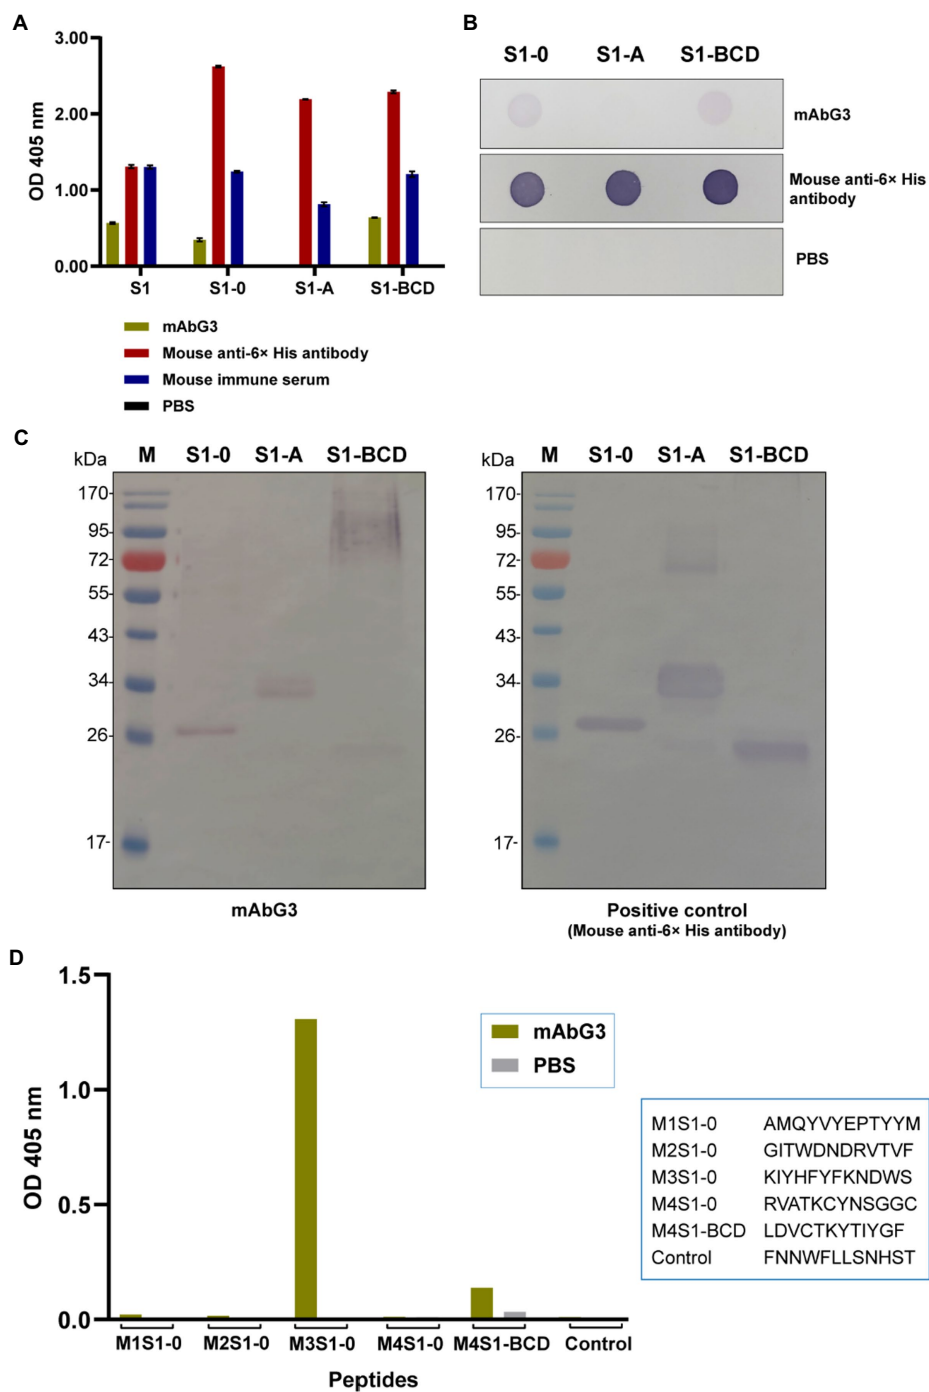 A
3.00
2.00
1.00
0.00
OD 405 nm
S1 S1-0 S1-A S1-BCD
mAbG3
Mouse anti-6× His antibody
Mouse immune serum
PBS
B
S1-0 S1-A S1-BCD
mAbG3
Mouse anti-6× His
antibody
PBS
C
kDa M S1-0 S1-A S1-BCD
170-
95-
72-
55-
43-
34-
26-
17-
mAbG3
kDa M S1-0 S1-A S1-BCD
170-
95-
72-
55-
43-
34-
26-
17-
Positive control
(Mouse anti-6× His antibody)
D
1.5
1.0
0.5
0.0
OD 405 nm
mAbG3
PBS
M1S1-0 M2S1-0 M3S1-0 M4S1-0 M4S1-BCD Control
Peptides
M1S1-0 AMQYVYEPTYYM
M2S1-0 GITWDNDRVTVF
M3S1-0 KIYHFYFKNDWS
M4S1-0 RVATKCYNSGGC
M4S1-BCD LDVCTKYTIYGF
Control FNNWFLLSNHST